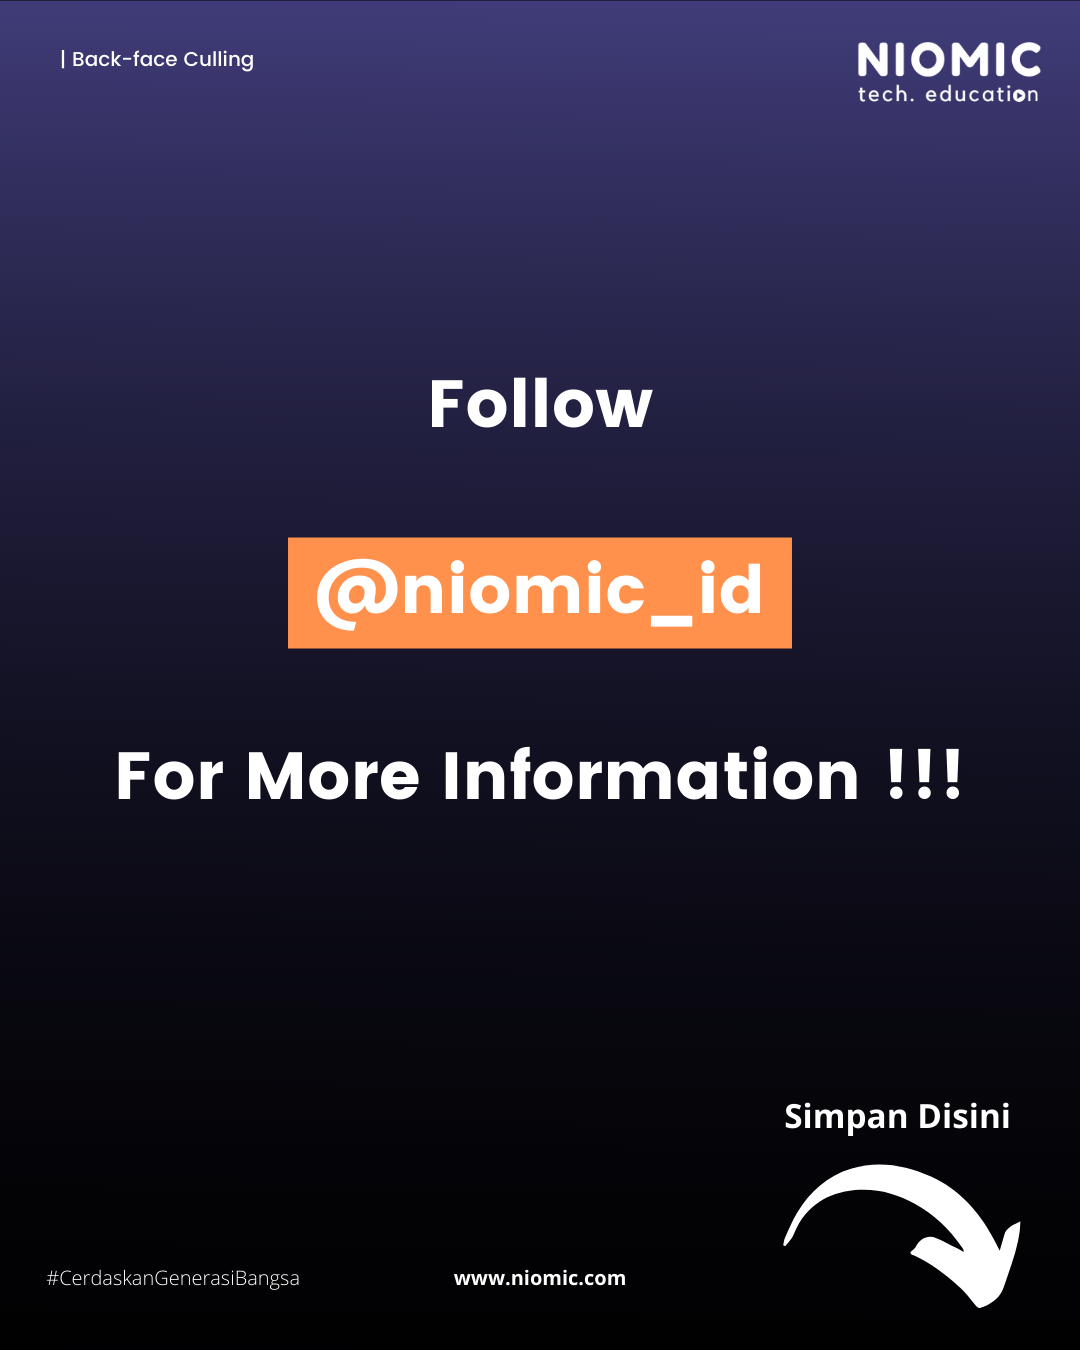 | Back-face Culling
NIOMIC
tech. education
Follow
@niomic_id
For More Information !!!
Simpan Disini
#CerdaskanGenerasiBangsa
www.niomic.com